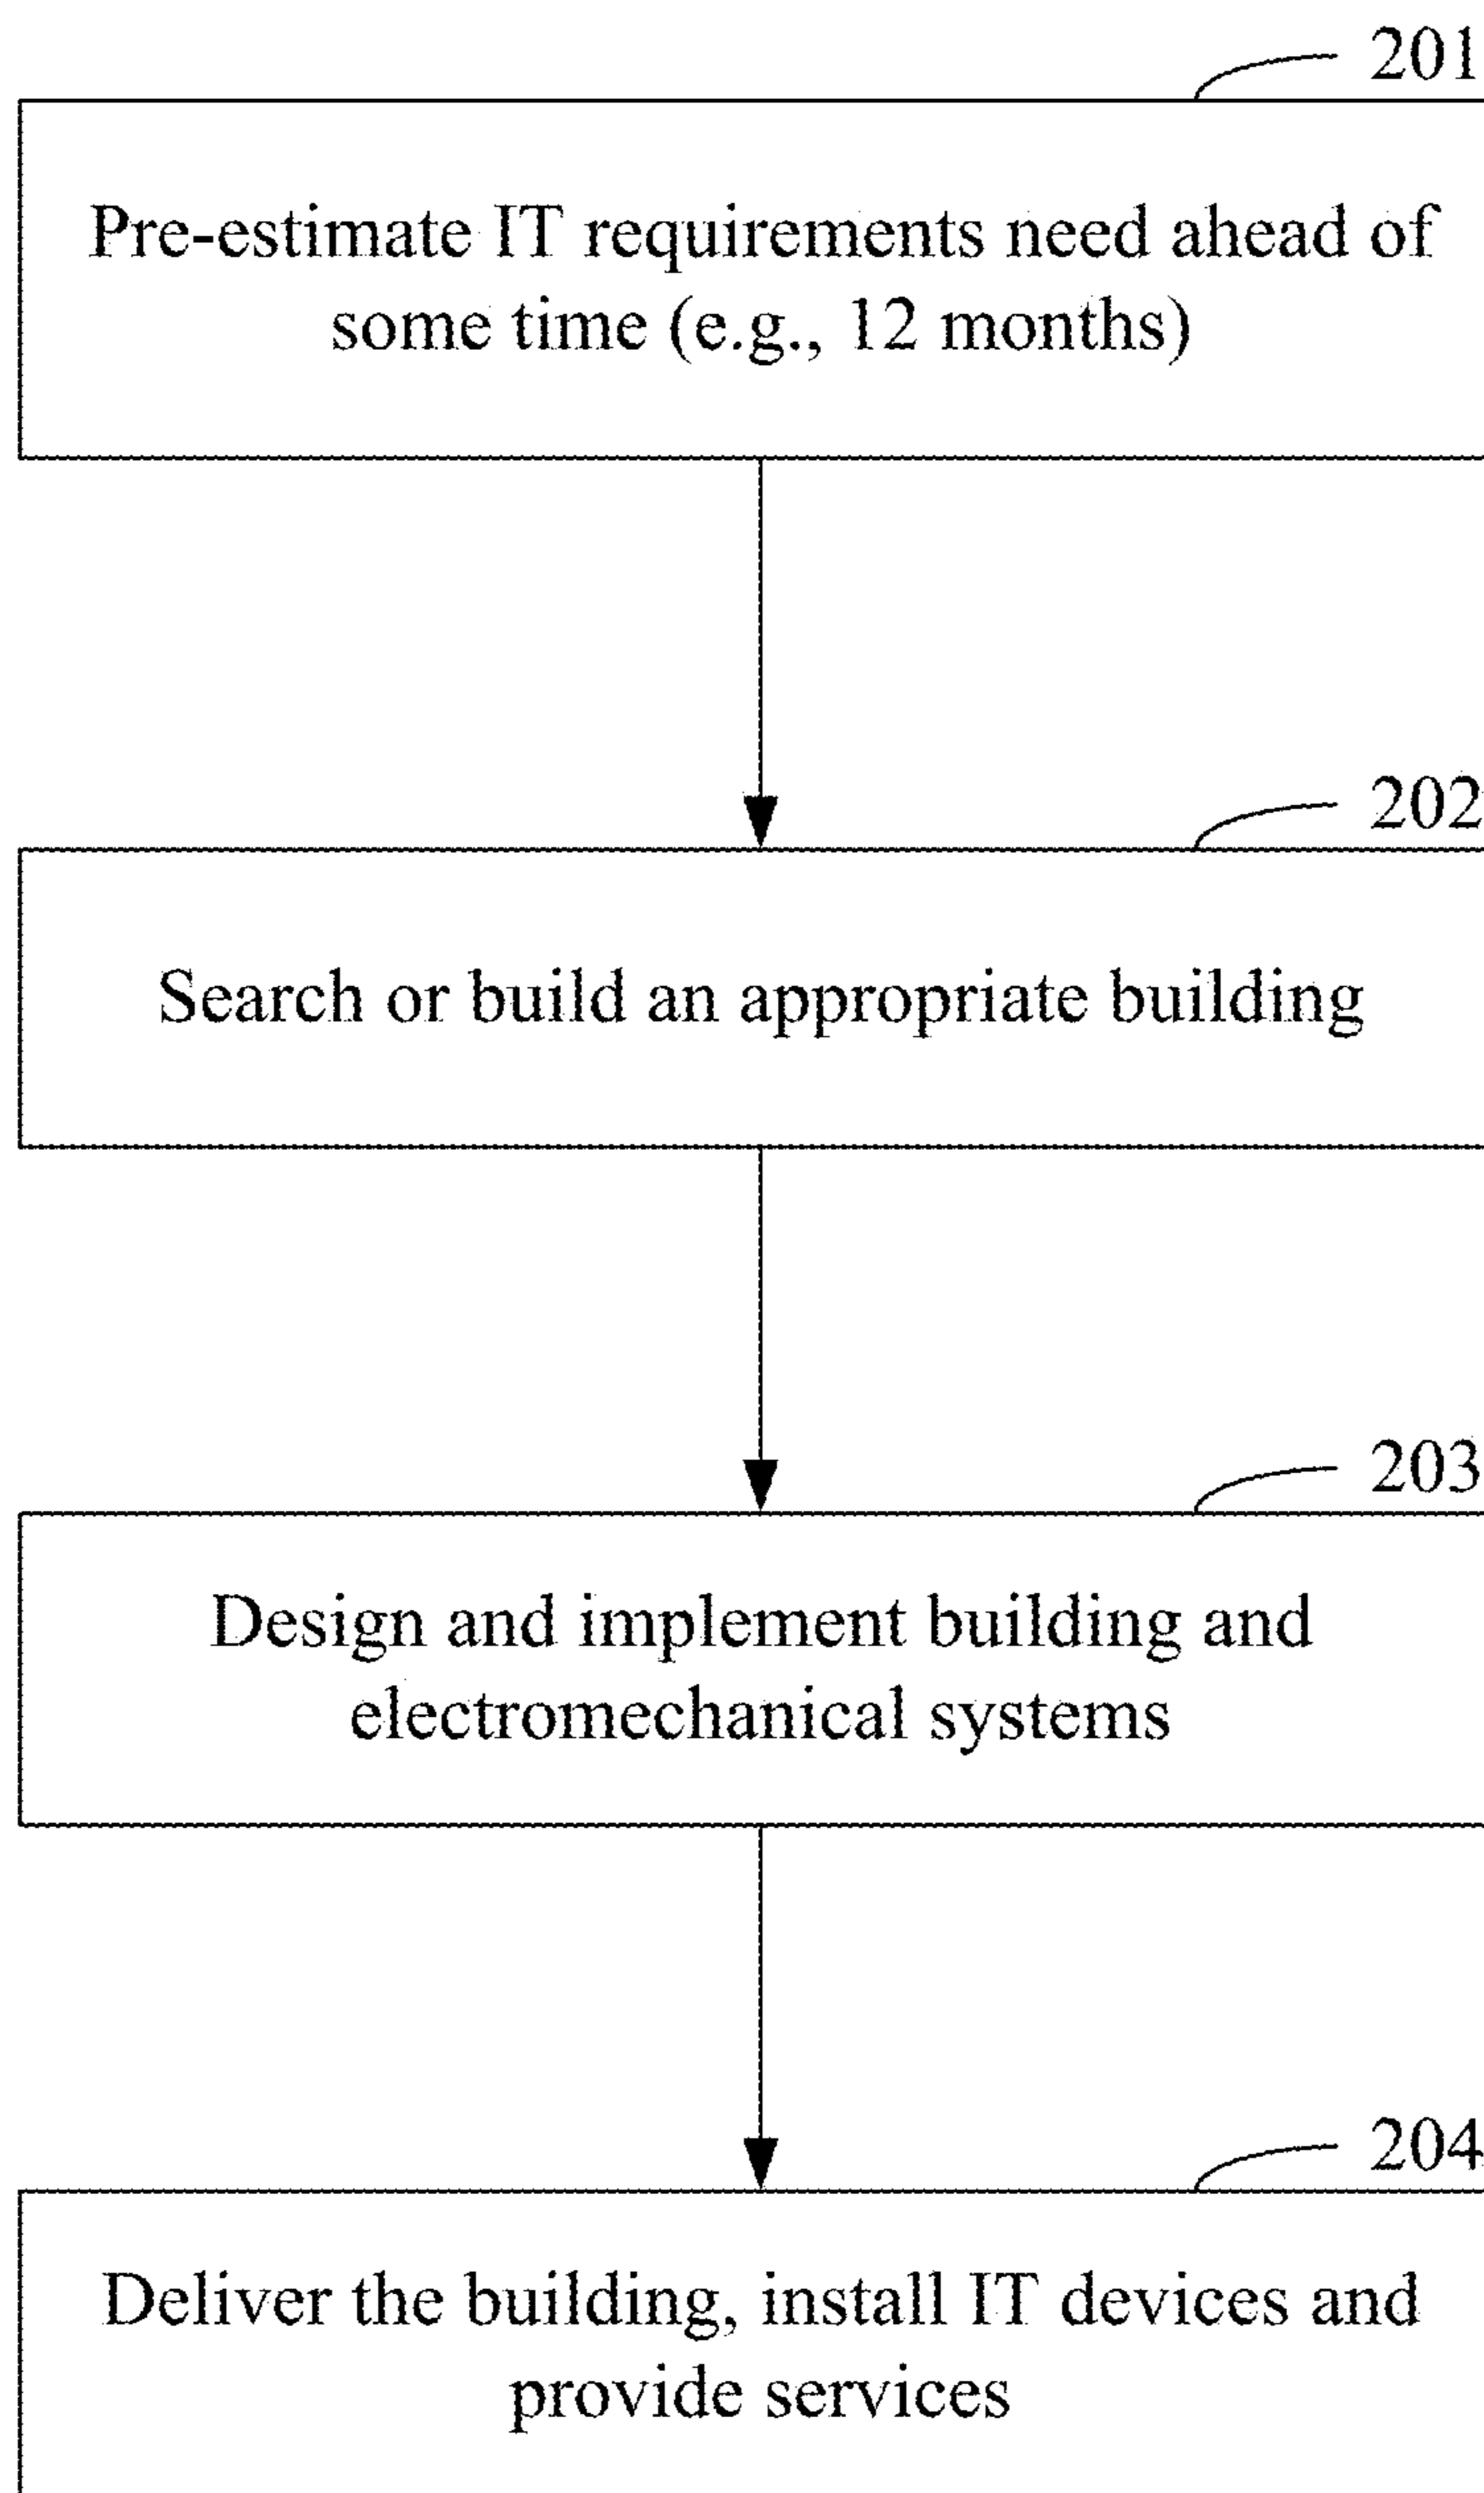 201
Pre-estimate IT requirements need ahead of
some time (e.g., 12 months)
202
Search or build an appropriate building
203
Design and implement building and
electromechanical systems
204
Deliver the building, install IT devices and
provide services